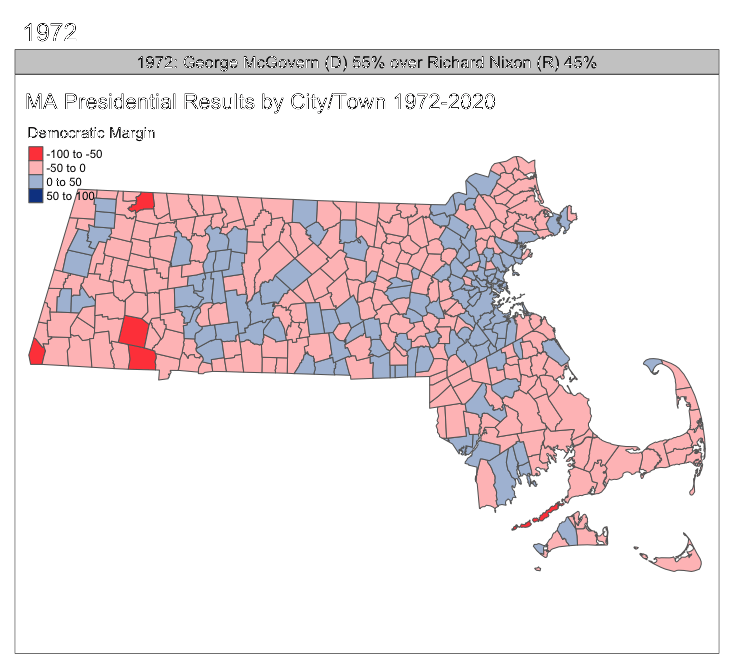 1972
1972: George McGovern (D) 55% over Richard Nixon (R) 45%
MA Presidential Results by City/Town 1972-2020
Democratic Margin
-100 to -50
-50 to 0
0 to 50
50 to 100